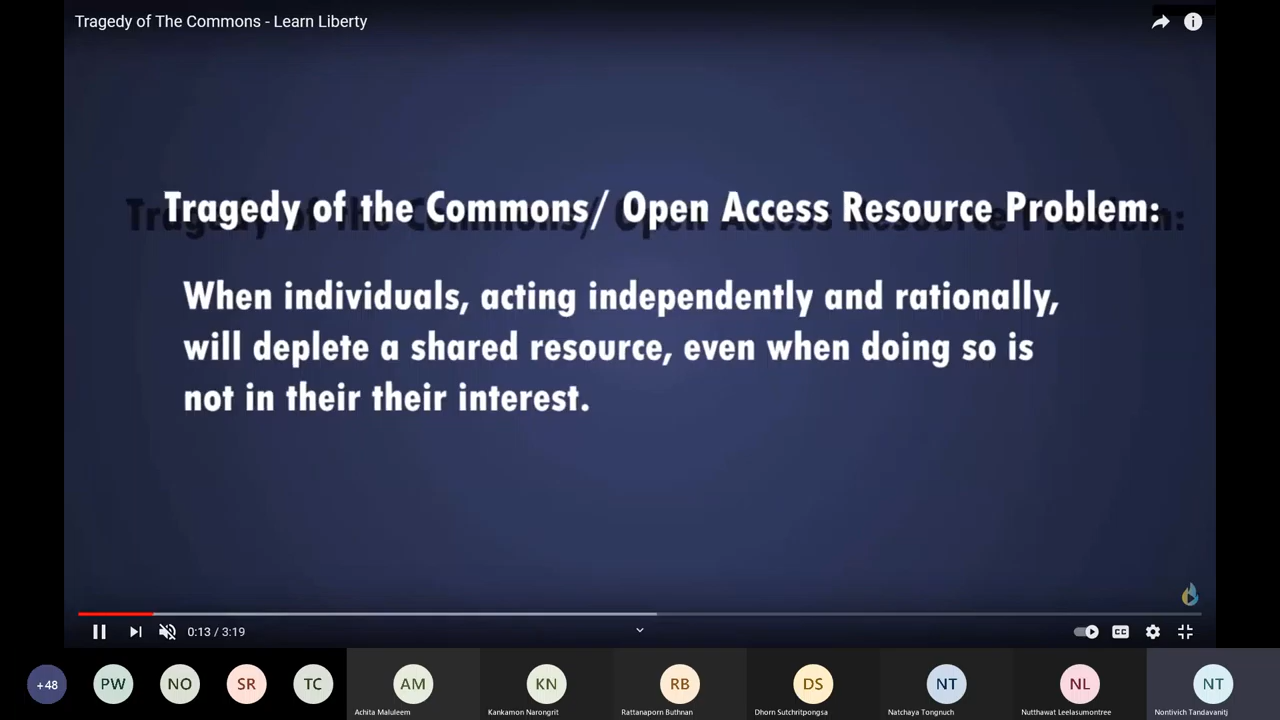 Tragedy of The Commons - Learn Liberty
Tragedy of the Commons/ Open Access Resource Problem:
When individuals, acting independently and rationally,
will deplete a shared resource, even when doing so is
not in their their interest.
0:13 / 3:19
CC
+48
PW
NO
SR
TC
AM
KN
RB
DS
NT
NL
NT
Achita Maluleem
Kankamon Narongrit
Rattanaporn Buthnan
Dhorn Sutchritpongsa
Natchaya Tongnuch
Nutthawat Leelasumontree
Nontivich Tandavanitj